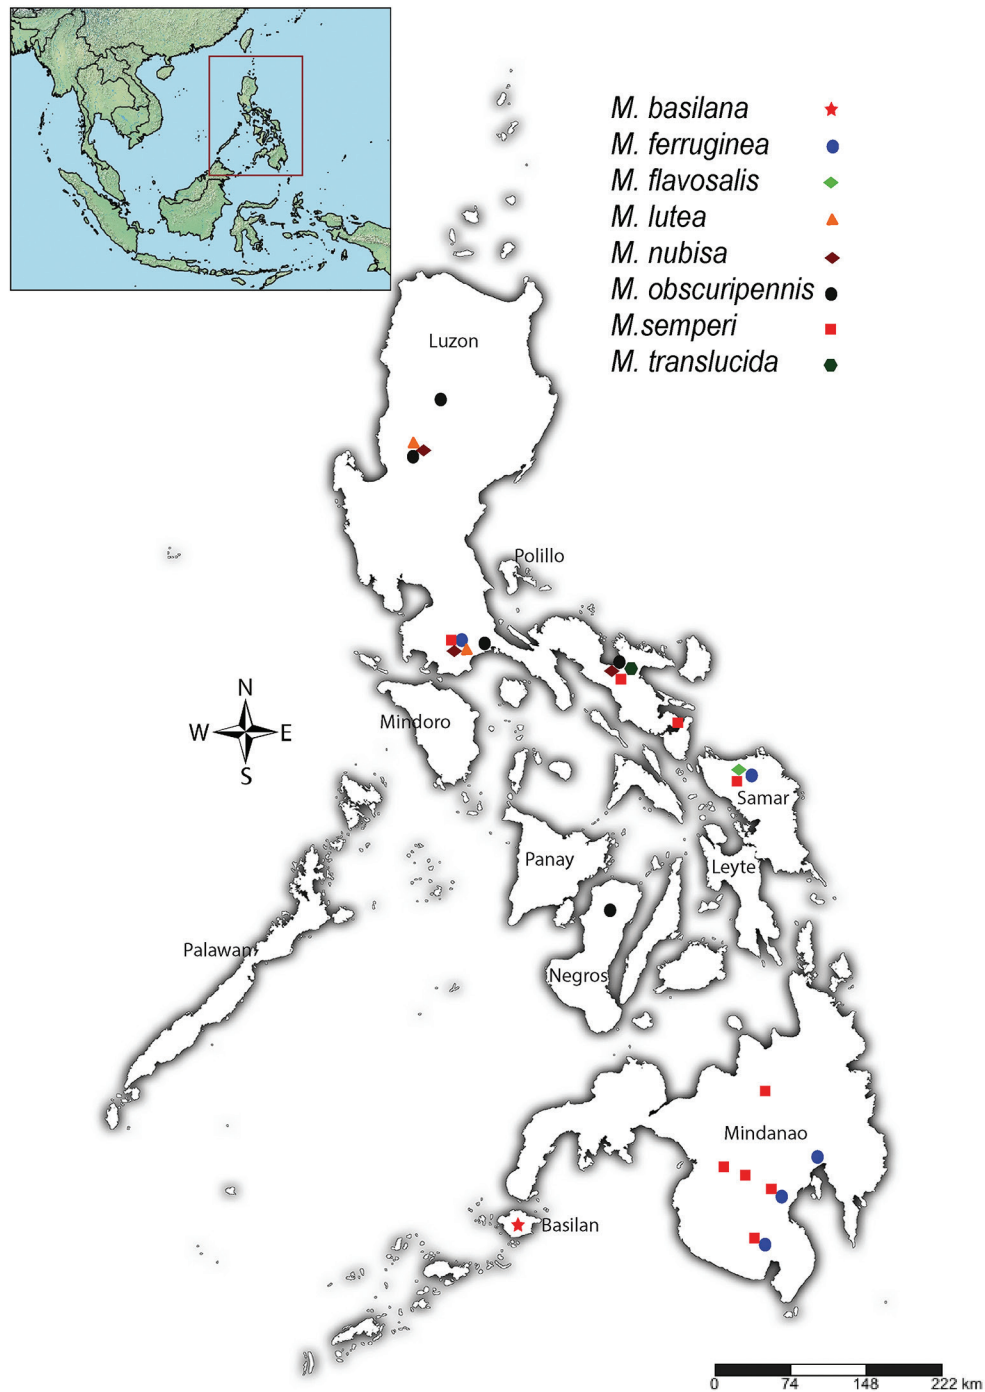 M. basilana
M. ferruginea
M. flavosalis
M. lutea
M. nubisa
M. obscuripennis
M.semperi
M. translucida
Luzon
Polillo
N
W E
S
Mindoro
Samar
Panay
Leyte
Palawan
Negros
Mindanao
Basilan
0 74 148 222 km